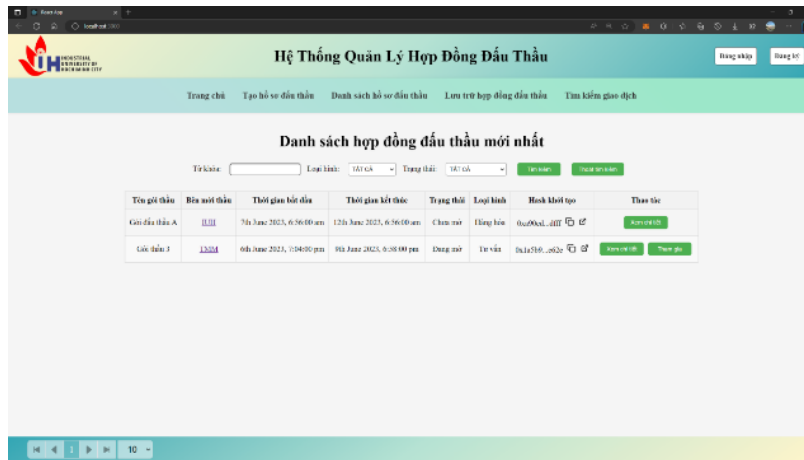 React App
localhost:3000
INDUSTRIAL
UNIVERSITY OF
HOCHIMINH CITY
Hệ Thống Quản Lý Hợp Đồng Đấu Thầu
Đăng nhập
Đăng ký
Trang chủ Tạo hồ sơ đấu thầu Danh sách hồ sơ đấu thầu Lưu trữ hợp đồng đấu thầu Tìm kiếm giao dịch
Danh sách hợp đồng đấu thầu mới nhất
Từ khóa: Loại hình: TẤT CẢ Trạng thái: TẤT CẢ Tìm kiếm
Tên gói thầu Bên mời thầu Thời gian bắt đầu Thời gian kết thúc Trạng thái Loại hình Hash khởi tạo Thao tác
Gói đấu thầu A 7th June 2023, 6:56:00 am 12th June 2023, 6:56:00 am Chưa mở Hàng hóa Xem chi tiết
Gói thầu 3 6th June 2023, 7:04:00 pm 9th June 2023, 6:58:00 pm Đang mở Tư vấn 0x1a5b9...e62e Xem chi tiết Tham gia
1 10